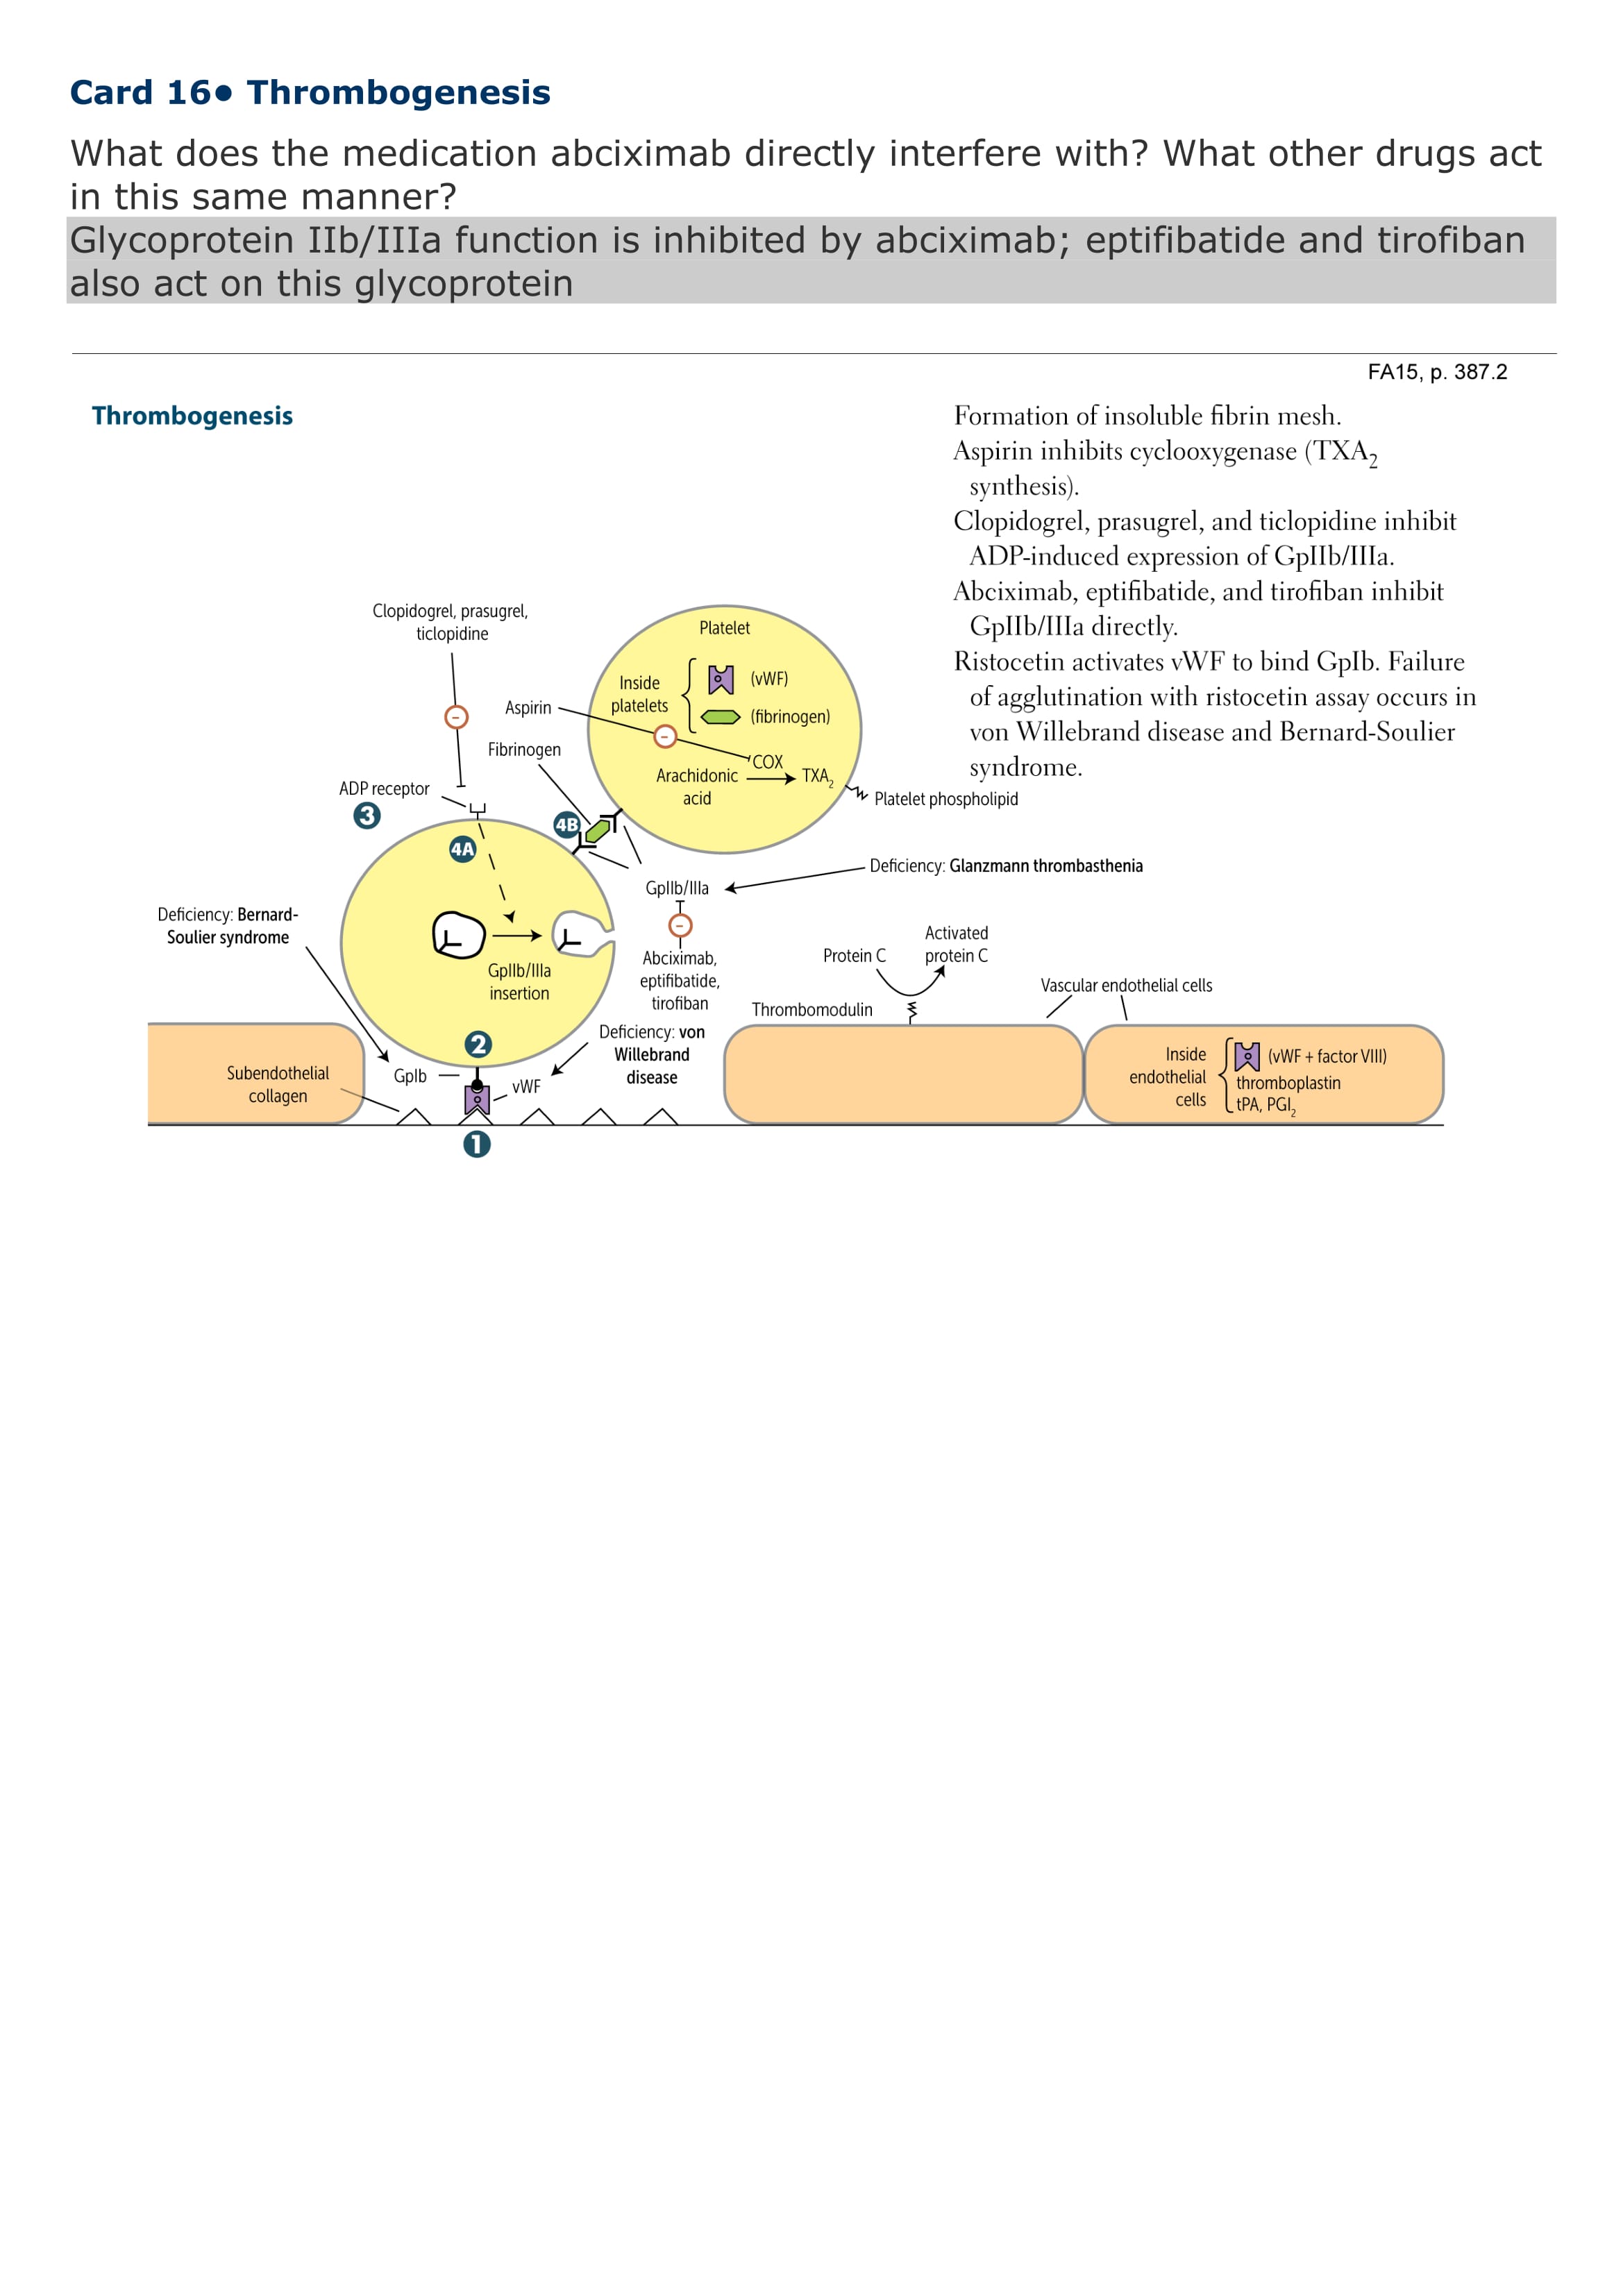 Card 16● Thrombogenesis
What does the medication abciximab directly interfere with? What other drugs act
in this same manner?
Glycoprotein IIb/IIIa function is inhibited by abciximab; eptifibatide and tirofiban
also act on this glycoprotein
FA15, p. 387.2
Thrombogenesis
Formation of insoluble fibrin mesh.
Aspirin inhibits cyclooxygenase (TXA2
synthesis).
Clopidogrel, prasugrel, and ticlopidine inhibit
ADP-induced expression of GpIIb/IIIa.
Abciximab, eptifibatide, and tirofiban inhibit
GpIIb/IIIa directly.
Ristocetin activates vWF to bind GpIb. Failure
of agglutination with ristocetin assay occurs in
von Willebrand disease and Bernard-Soulier
syndrome.
Clopidogrel, prasugrel,
ticlopidine
Platelet
Inside
platelets
(vWF)
(fibrinogen)
Aspirin
−
−
Fibrinogen
COX
Arachidonic
acid
TXA2
Platelet phospholipid
ADP receptor
3
4B
4A
Deficiency: Glanzmann thrombasthenia
GpIIb/IIIa
−
Abciximab,
eptifibatide,
tirofiban
Deficiency: Bernard-
Soulier syndrome
GpIIb/IIIa
insertion
Protein C
Activated
protein C
Thrombomodulin
Vascular endothelial cells
Deficiency: von
Willebrand
disease
2
GpIb
vWF
Subendothelial
collagen
1
Inside
endothelial
cells
(vWF + factor VIII)
thromboplastin
tPA, PGI2